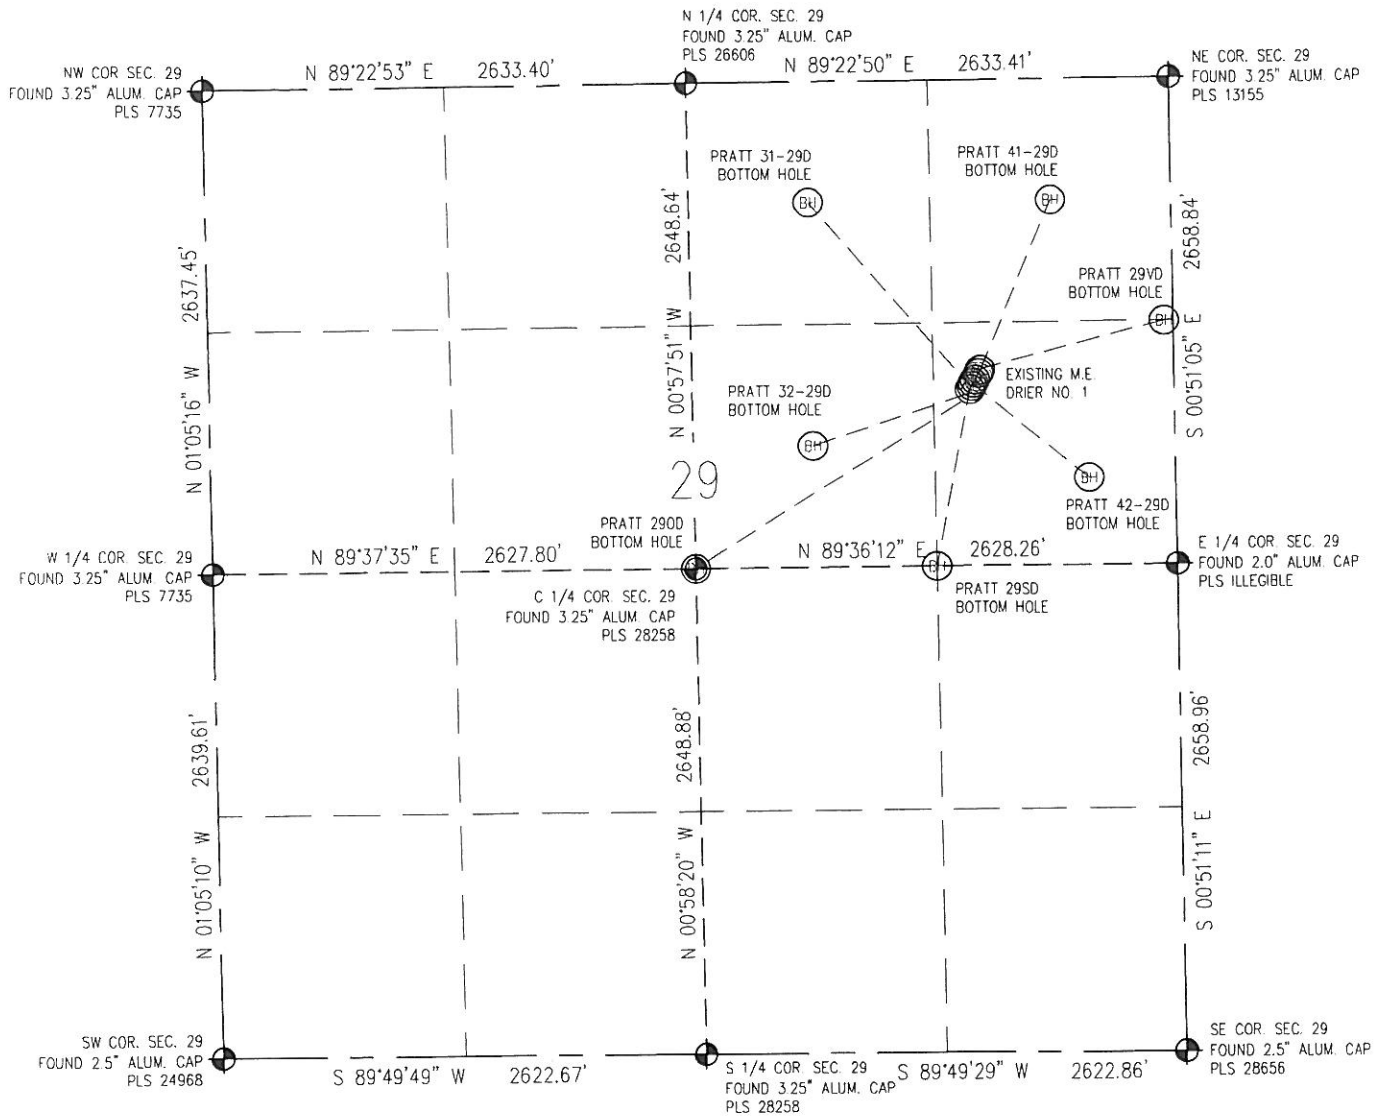 N 1/4 COR. SEC. 29
FOUND 3.25" ALUM. CAP
PLS 26606
NW COR SEC. 29
FOUND 3.25" ALUM. CAP
PLS 7735
N 89°22'53" E 2633.40'
N 89°22'50" E 2633.41'
NE COR. SEC. 29
FOUND 3.25" ALUM. CAP
PLS 13155
PRATT 31-29D
BOTTOM HOLE
BH
PRATT 41-29D
BOTTOM HOLE
BH
2637.45'
N 01°05'16" W
2648.64'
N 00°57'51" W
2658.84'
S 00°51'05" E
PRATT 29VD
BOTTOM HOLE
BH
EXISTING M.E.
DRIER NO. 1
PRATT 32-29D
BOTTOM HOLE
BH
29
BH
PRATT 42-29D
BOTTOM HOLE
PRATT 29OD
BOTTOM HOLE
W 1/4 COR. SEC. 29
FOUND 3.25" ALUM. CAP
PLS 7735
N 89°37'35" E 2627.80'
N 89°36'12" E 2628.26'
E 1/4 COR. SEC. 29
FOUND 2.0" ALUM. CAP
PLS ILLEGIBLE
C 1/4 COR. SEC. 29
FOUND 3.25" ALUM. CAP
PLS 28258
BH
PRATT 29SD
BOTTOM HOLE
2639.61'
N 01°05'10" W
2648.88'
N 00°58'20" W
2658.96'
S 00°51'11" E
SW COR. SEC. 29
FOUND 2.5" ALUM. CAP
PLS 24968
S 89°49'49" W 2622.67'
S 1/4 COR. SEC. 29
FOUND 3.25" ALUM. CAP
PLS 28258
S 89°49'29" W 2622.86'
SE COR. SEC. 29
FOUND 2.5" ALUM. CAP
PLS 28656